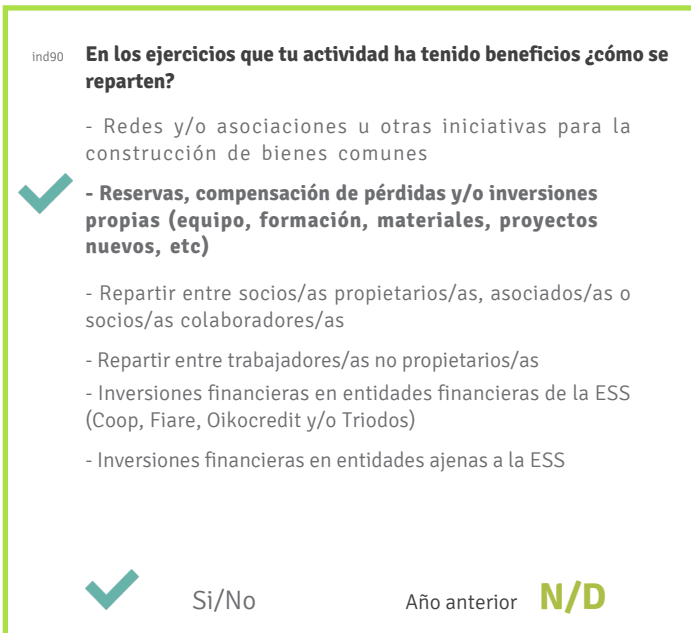 ind90 En los ejercicios que tu actividad ha tenido beneficios ¿cómo se
reparten?
- Redes y/o asociaciones u otras iniciativas para la
construcción de bienes comunes
- Reservas, compensación de pérdidas y/o inversiones
propias (equipo, formación, materiales, proyectos
nuevos, etc)
- Repartir entre socios/as propietarios/as, asociados/as o
socios/as colaboradores/as
- Repartir entre trabajadores/as no propietarios/as
- Inversiones financieras en entidades financieras de la ESS
(Coop, Fiare, Oikocredit y/o Triodos)
- Inversiones financieras en entidades ajenas a la ESS
Si/No Año anterior N/D